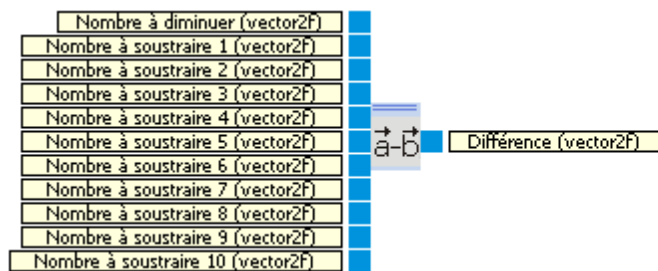 Nombre à diminuer (vector2f)
Nombre à soustraire 1 (vector2f)
Nombre à soustraire 2 (vector2f)
Nombre à soustraire 3 (vector2f)
Nombre à soustraire 4 (vector2f)
Nombre à soustraire 5 (vector2f)
Nombre à soustraire 6 (vector2f)
Nombre à soustraire 7 (vector2f)
Nombre à soustraire 8 (vector2f)
Nombre à soustraire 9 (vector2f)
Nombre à soustraire 10 (vector2f)
a⃗-b⃗
Différence (vector2f)